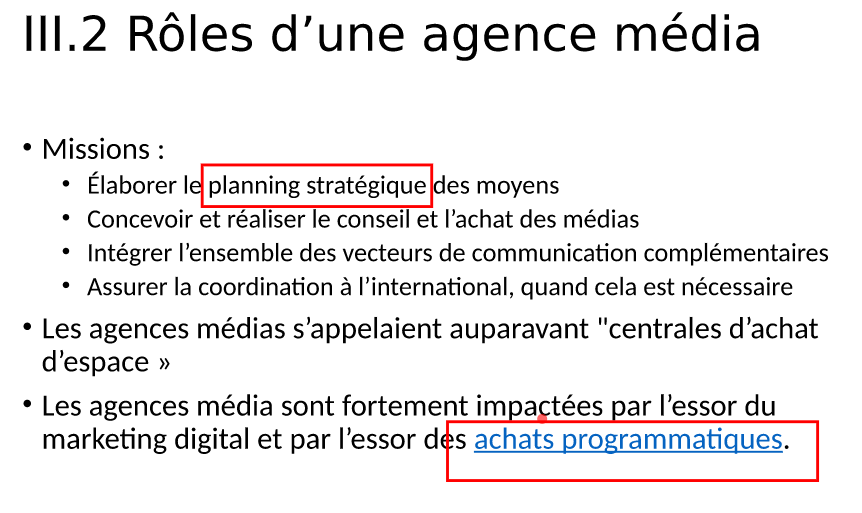 III.2 Rôles d’une agence média
• Missions :
• Élaborer le planning stratégique des moyens
• Concevoir et réaliser le conseil et l’achat des médias
• Intégrer l’ensemble des vecteurs de communication complémentaires
• Assurer la coordination à l’international, quand cela est nécessaire
• Les agences médias s’appelaient auparavant "centrales d’achat
d’espace »
• Les agences média sont fortement impactées par l’essor du
marketing digital et par l’essor des achats programmatiques.